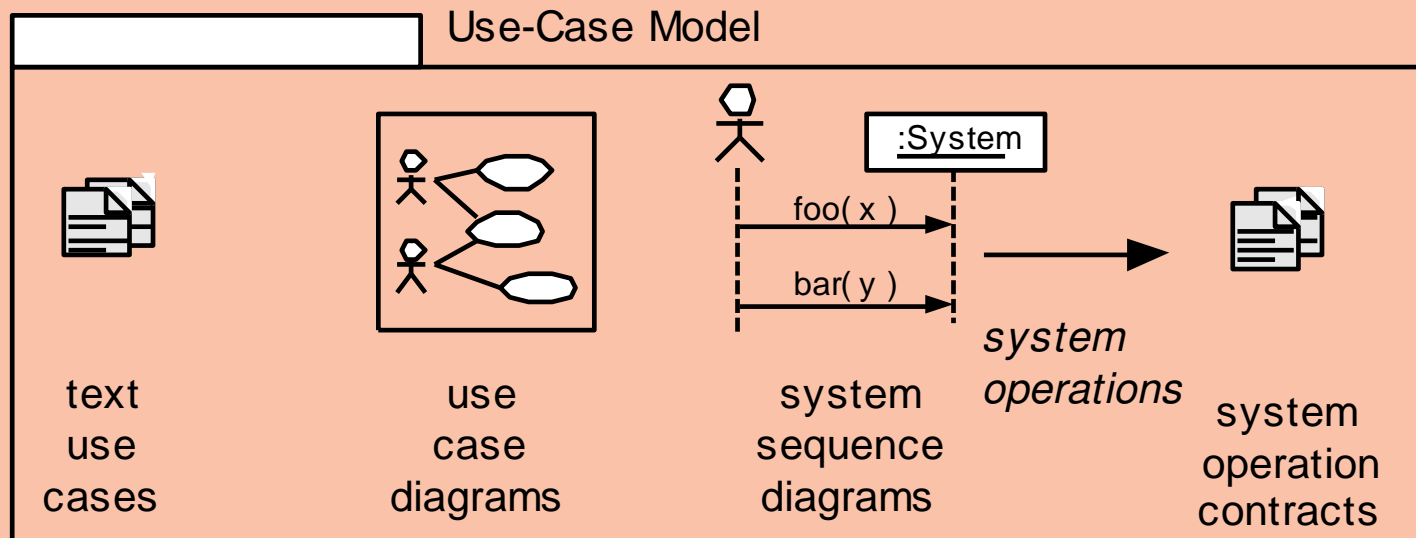 Use-Case Model
:System
foo( x )
bar( y )
system
operations
text
use
cases
use
case
diagrams
system
sequence
diagrams
system
operation
contracts